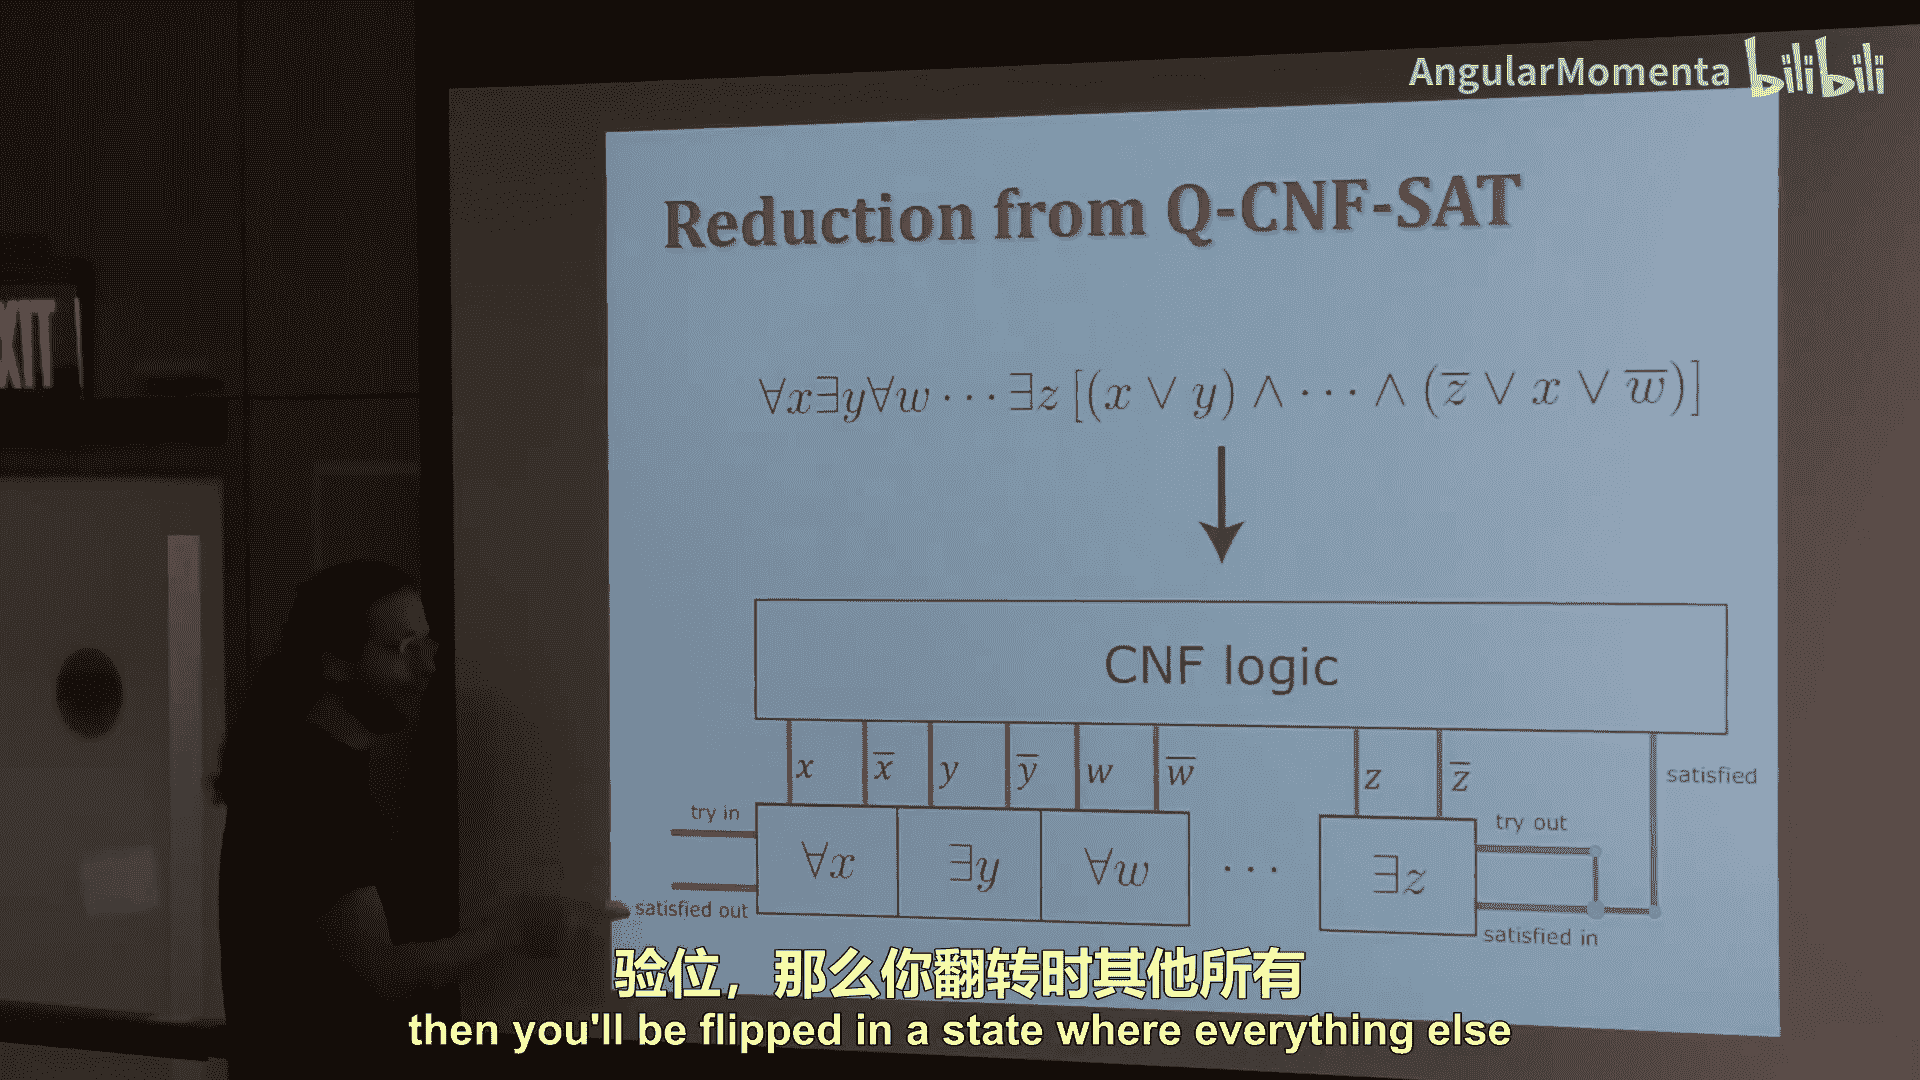 AngularMomenta bilibili
XIT
Reduction from Q-CNF-SAT
∀x∃y∀w⋯∃z [(x ∨ y) ∧ ⋯ ∧ (z̅ ∨ x ∨ w̅)]
CNF logic
x x̅ y y̅ w w̅ z z̅ satisfied
try in
try out
∀x ∃y ∀w ⋯ ∃z
satisfied out
satisfied in
验位，那么你翻转时其他所有
then you'll be flipped in a state where everything else